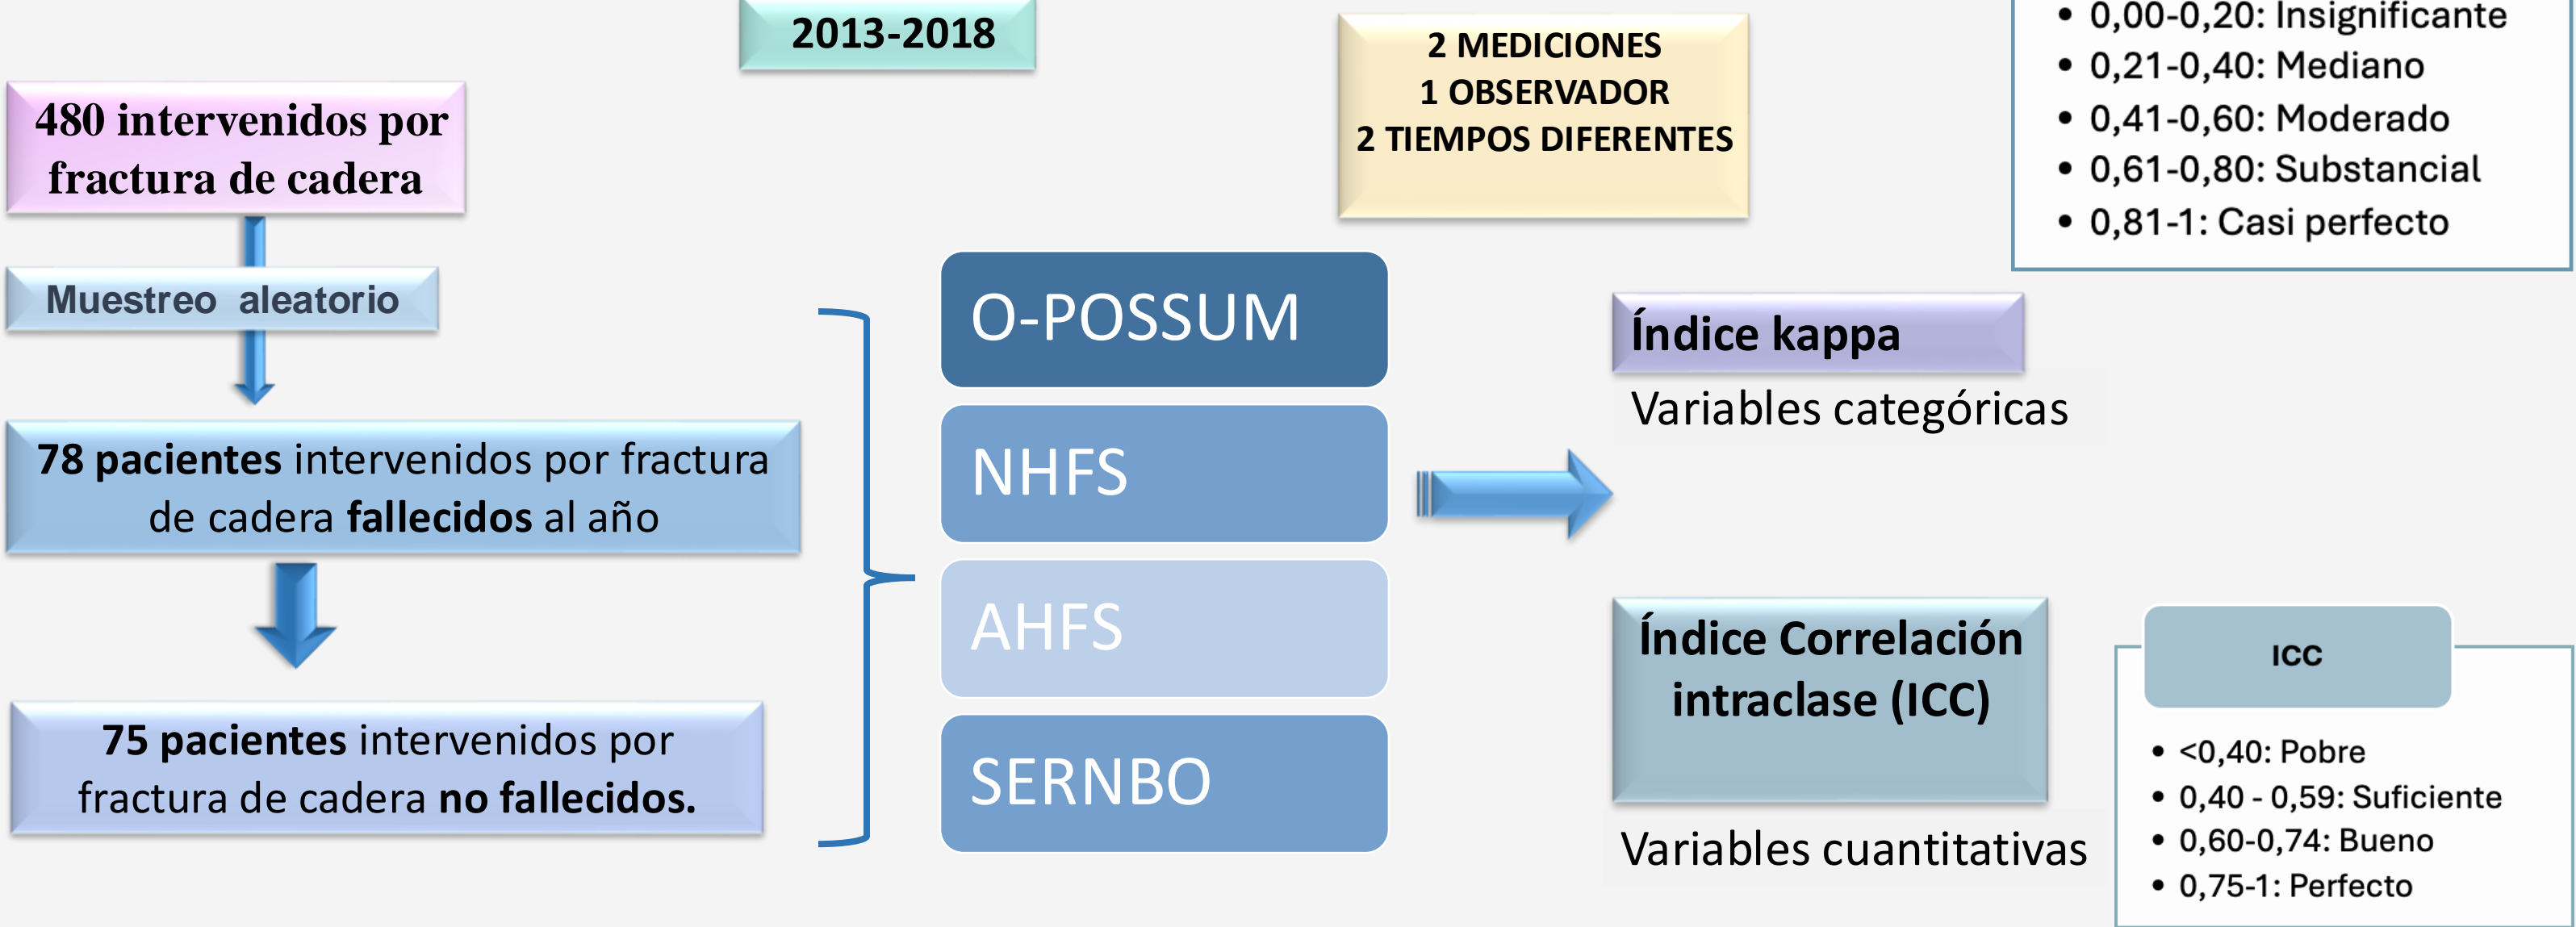 2013-2018
2 MEDICIONES
1 OBSERVADOR
2 TIEMPOS DIFERENTES
• 0,00-0,20: Insignificante
• 0,21-0,40: Mediano
• 0,41-0,60: Moderado
• 0,61-0,80: Substancial
• 0,81-1: Casi perfecto
480 intervenidos por
fractura de cadera
Muestreo aleatorio
78 pacientes intervenidos por fractura
de cadera fallecidos al año
75 pacientes intervenidos por
fractura de cadera no fallecidos.
O-POSSUM
NHFS
AHFS
SERNBO
Índice kappa
Variables categóricas
Índice Correlación
intraclase (ICC)
Variables cuantitativas
ICC
• <0,40: Pobre
• 0,40 - 0,59: Suficiente
• 0,60-0,74: Bueno
• 0,75-1: Perfecto